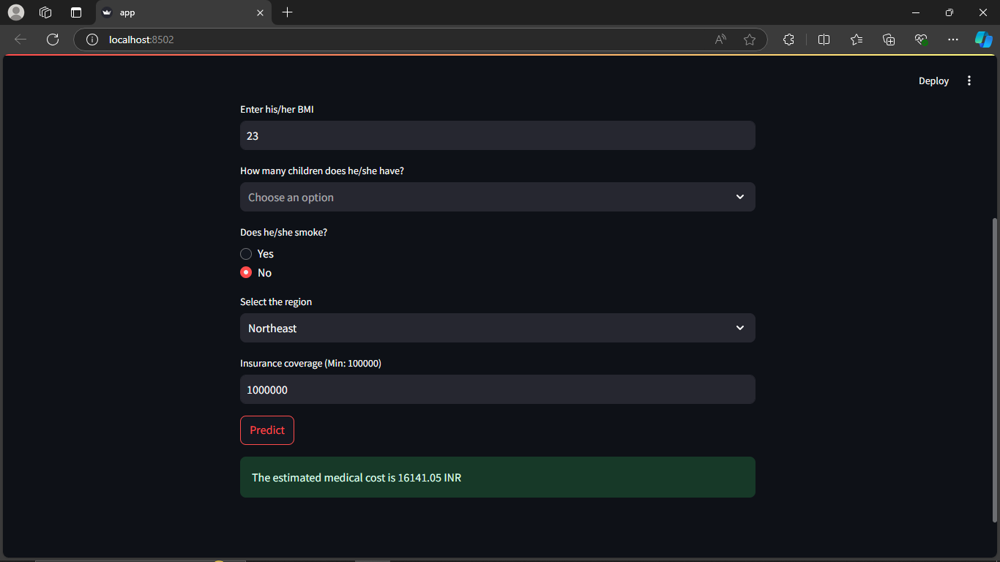 app
localhost:8502
Deploy
Enter his/her BMI
23
How many children does he/she have?
Choose an option
Does he/she smoke?
Yes
No
Select the region
Northeast
Insurance coverage (Min: 100000)
1000000
Predict
The estimated medical cost is 16141.05 INR